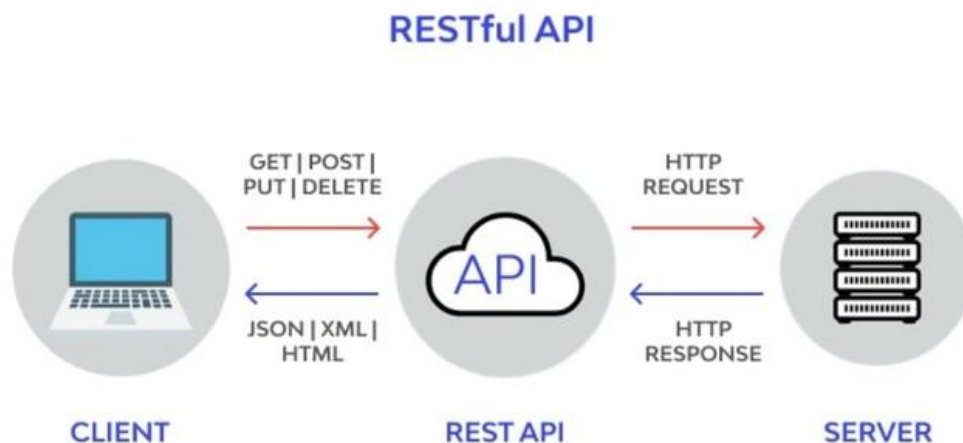 RESTful API
GET | POST |
PUT | DELETE
HTTP
REQUEST
API
JSON | XML |
HTML
HTTP
RESPONSE
CLIENT
REST API
SERVER